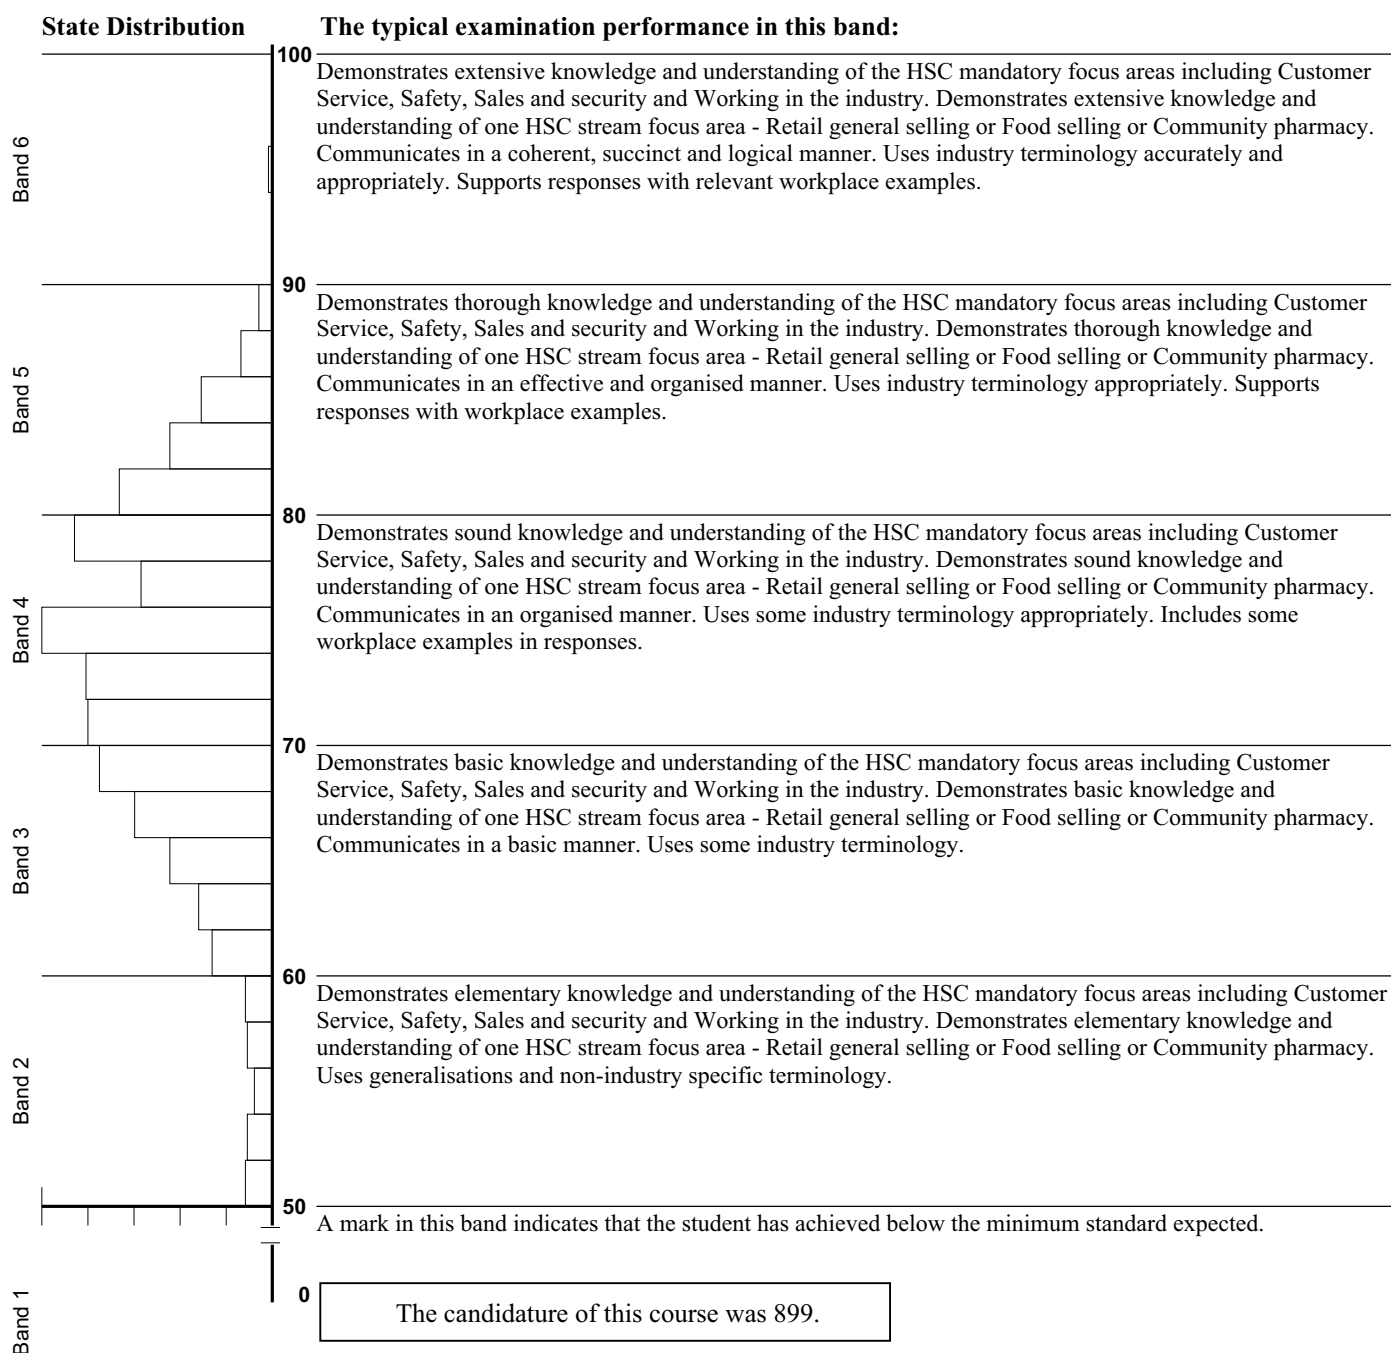 State Distribution
The typical examination performance in this band:
100
Demonstrates extensive knowledge and understanding of the HSC mandatory focus areas including Customer
Service, Safety, Sales and security and Working in the industry. Demonstrates extensive knowledge and
understanding of one HSC stream focus area - Retail general selling or Food selling or Community pharmacy.
Communicates in a coherent, succinct and logical manner. Uses industry terminology accurately and
appropriately. Supports responses with relevant workplace examples.
Band 6
90
Demonstrates thorough knowledge and understanding of the HSC mandatory focus areas including Customer
Service, Safety, Sales and security and Working in the industry. Demonstrates thorough knowledge and
understanding of one HSC stream focus area - Retail general selling or Food selling or Community pharmacy.
Communicates in an effective and organised manner. Uses industry terminology appropriately. Supports
responses with workplace examples.
Band 5
80
Demonstrates sound knowledge and understanding of the HSC mandatory focus areas including Customer
Service, Safety, Sales and security and Working in the industry. Demonstrates sound knowledge and
understanding of one HSC stream focus area - Retail general selling or Food selling or Community pharmacy.
Communicates in an organised manner. Uses some industry terminology appropriately. Includes some
workplace examples in responses.
Band 4
70
Demonstrates basic knowledge and understanding of the HSC mandatory focus areas including Customer
Service, Safety, Sales and security and Working in the industry. Demonstrates basic knowledge and
understanding of one HSC stream focus area - Retail general selling or Food selling or Community pharmacy.
Communicates in a basic manner. Uses some industry terminology.
Band 3
60
Demonstrates elementary knowledge and understanding of the HSC mandatory focus areas including Customer
Service, Safety, Sales and security and Working in the industry. Demonstrates elementary knowledge and
understanding of one HSC stream focus area - Retail general selling or Food selling or Community pharmacy.
Uses generalisations and non-industry specific terminology.
Band 2
50
A mark in this band indicates that the student has achieved below the minimum standard expected.
0
Band 1
The candidature of this course was 899.